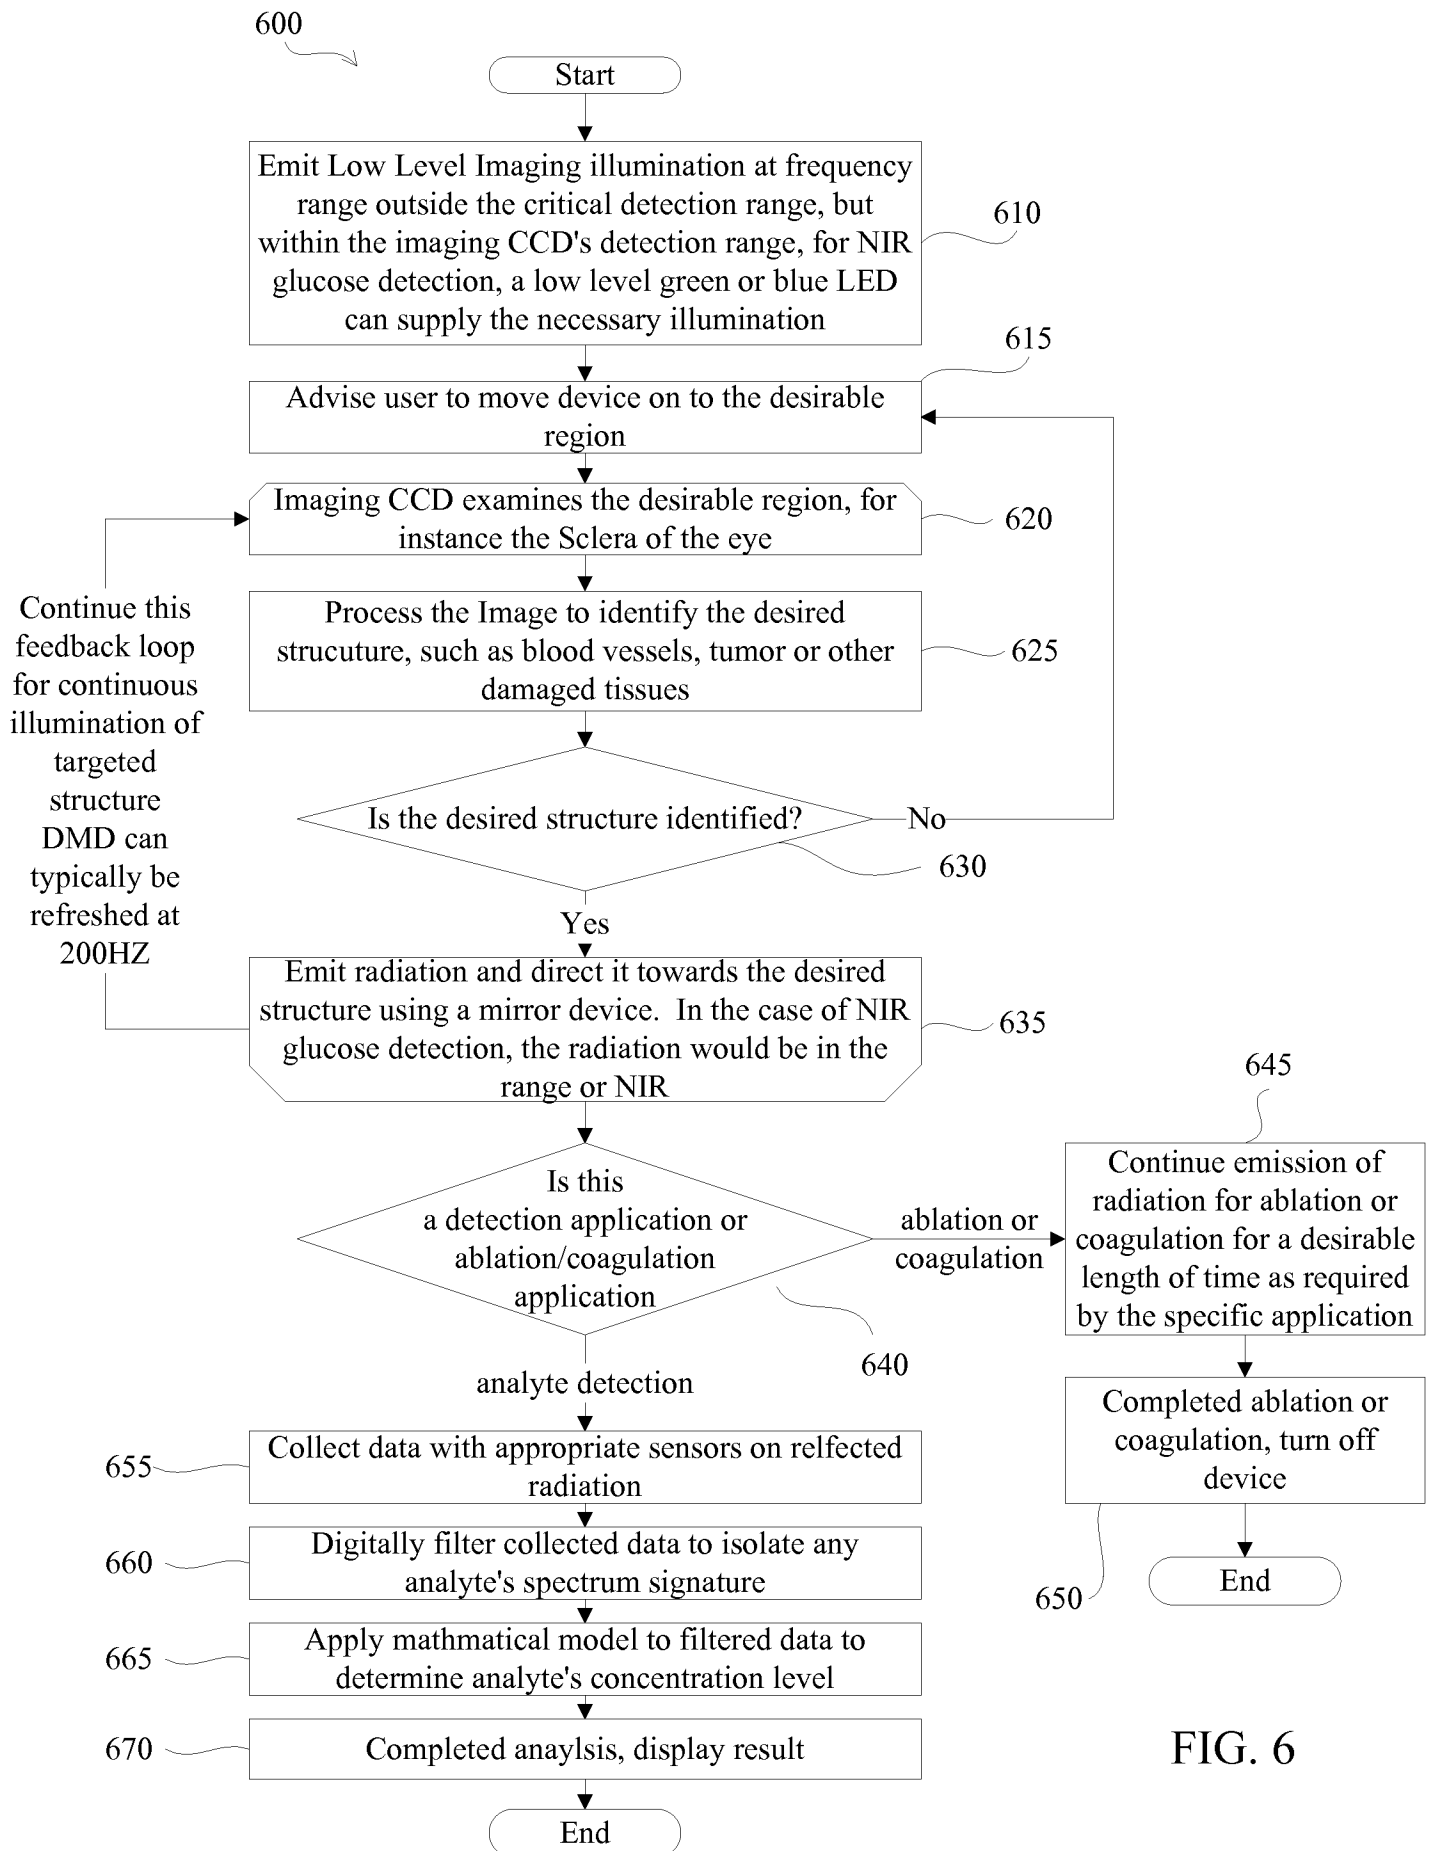 600
Start
Emit Low Level Imaging illumination at frequency
range outside the critical detection range, but
within the imaging CCD's detection range, for NIR
glucose detection, a low level green or blue LED
can supply the necessary illumination
610
615
Advise user to move device on to the desirable
region
Imaging CCD examines the desirable region, for
instance the Sclera of the eye
620
Continue this
feedback loop
for continuous
illumination of
targeted
structure
DMD can
typically be
refreshed at
200HZ
Process the Image to identify the desired
strucuture, such as blood vessels, tumor or other
damaged tissues
625
Is the desired structure identified?
No
630
Yes
Emit radiation and direct it towards the desired
structure using a mirror device. In the case of NIR
glucose detection, the radiation would be in the
range or NIR
635
Is this
a detection application or
ablation/coagulation
application
640
ablation or
coagulation
645
Continue emission of
radiation for ablation or
coagulation for a desirable
length of time as required
by the specific application
Completed ablation or
coagulation, turn off
device
650
End
analyte detection
655
Collect data with appropriate sensors on relfected
radiation
660
Digitally filter collected data to isolate any
analyte's spectrum signature
665
Apply mathmatical model to filtered data to
determine analyte's concentration level
670
Completed anaylsis, display result
End
FIG. 6